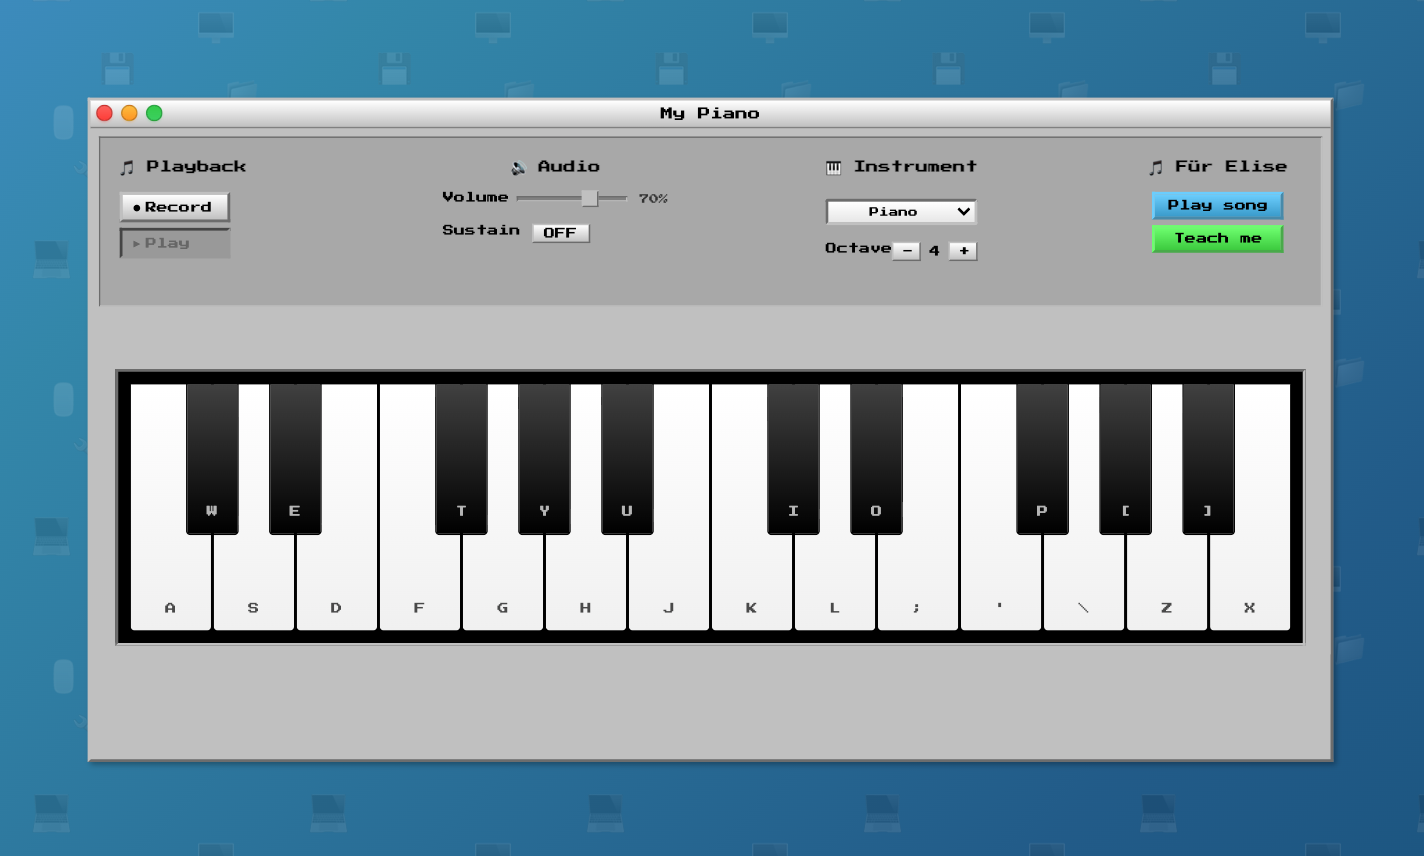 My Piano
Playback
Record
Play
Audio
Volume 70%
Sustain OFF
Instrument
Piano
Octave - 4 +
Für Elise
Play song
Teach me
W E T Y U I O P [ ]
A S D F G H J K L ; ' \ Z X